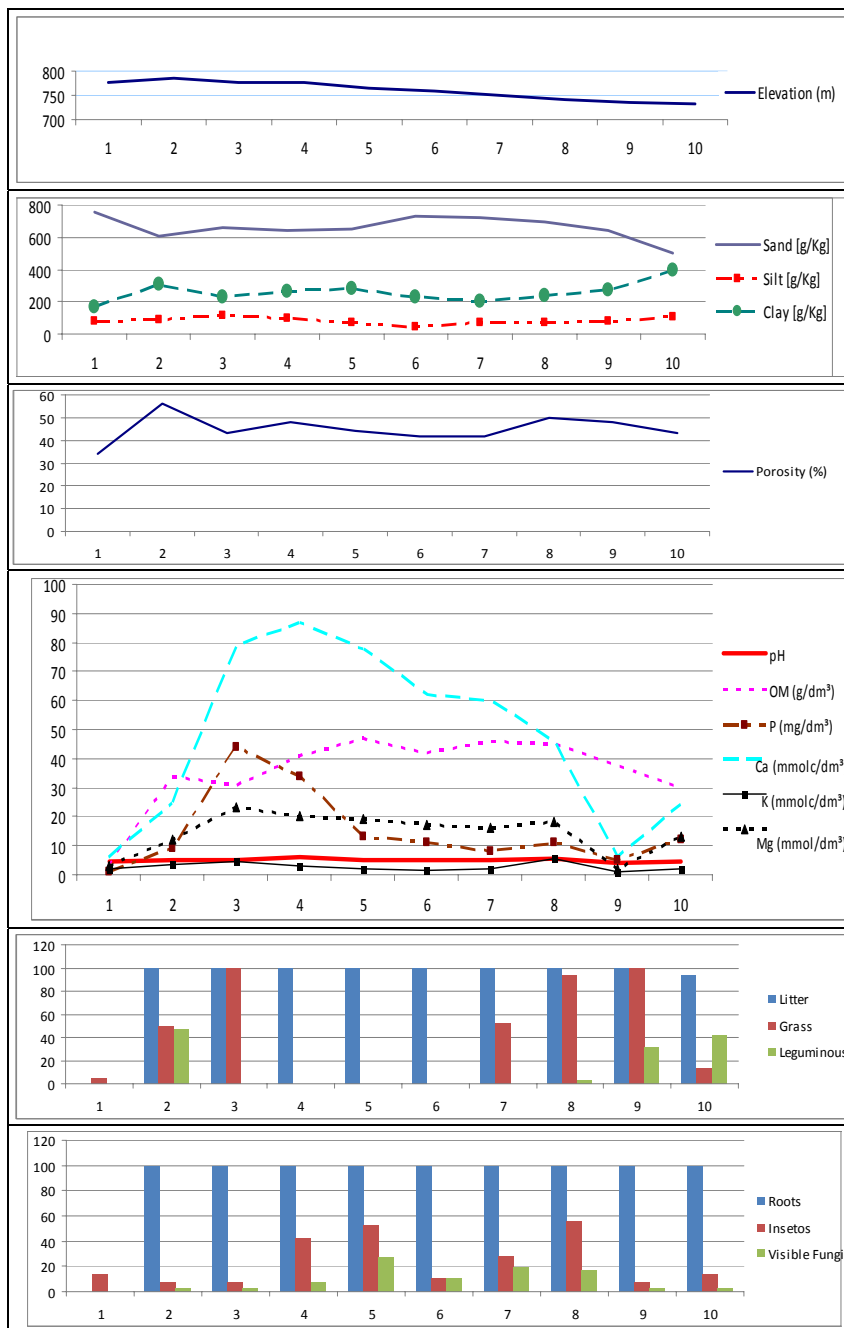 800
750
700
1 2 3 4 5 6 7 8 9 10
Elevation (m)
800
600
400
200
0
1 2 3 4 5 6 7 8 9 10
Sand [g/Kg]
Silt [g/Kg]
Clay [g/Kg]
60
50
40
30
20
10
0
1 2 3 4 5 6 7 8 9 10
Porosity (%)
100
90
80
70
60
50
40
30
20
10
0
1 2 3 4 5 6 7 8 9 10
pH
OM (g/dm³)
P (mg/dm³)
Ca (mmolc/dm³
K (mmolc/dm³)
Mg (mmol/dm³)
120
100
80
60
40
20
0
1 2 3 4 5 6 7 8 9 10
Litter
Grass
Leguminous
120
100
80
60
40
20
0
1 2 3 4 5 6 7 8 9 10
Roots
Insetos
Visible Fungi